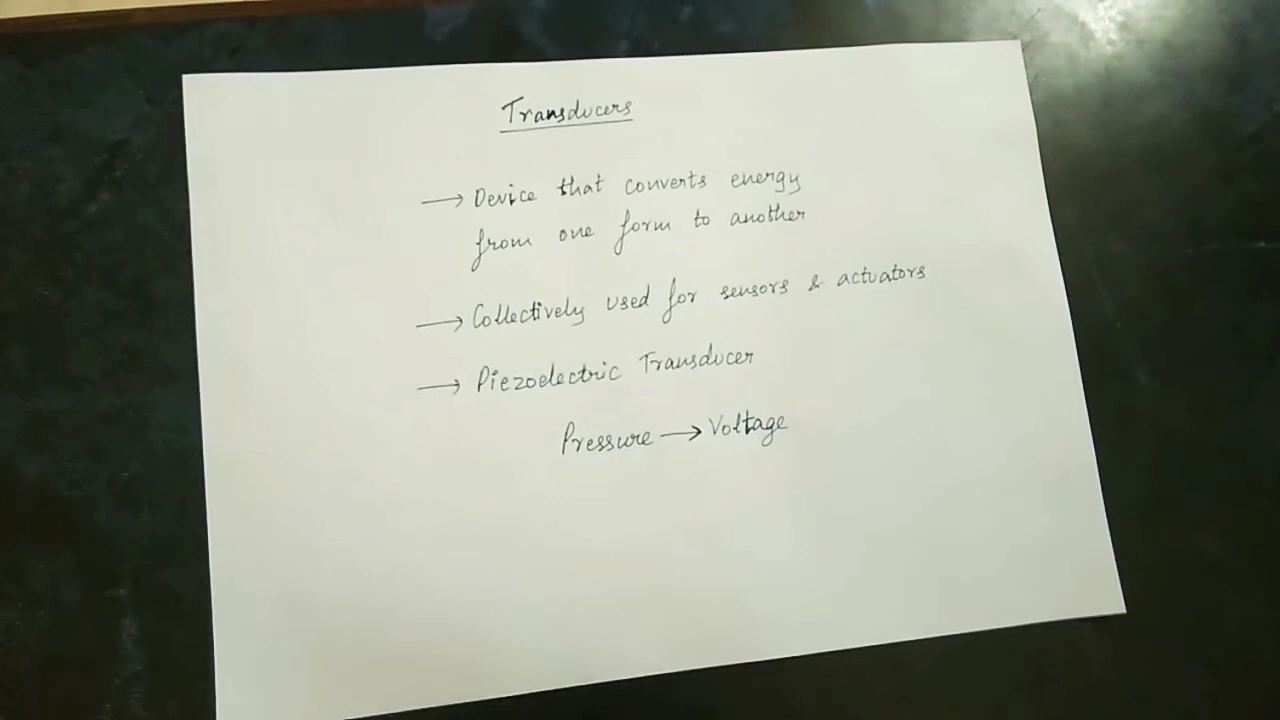 Transducers
→ Device that converts energy
from one form to another
→ Collectively used for sensors & actuators
→ Piezoelectric Transducer
Pressure → Voltage